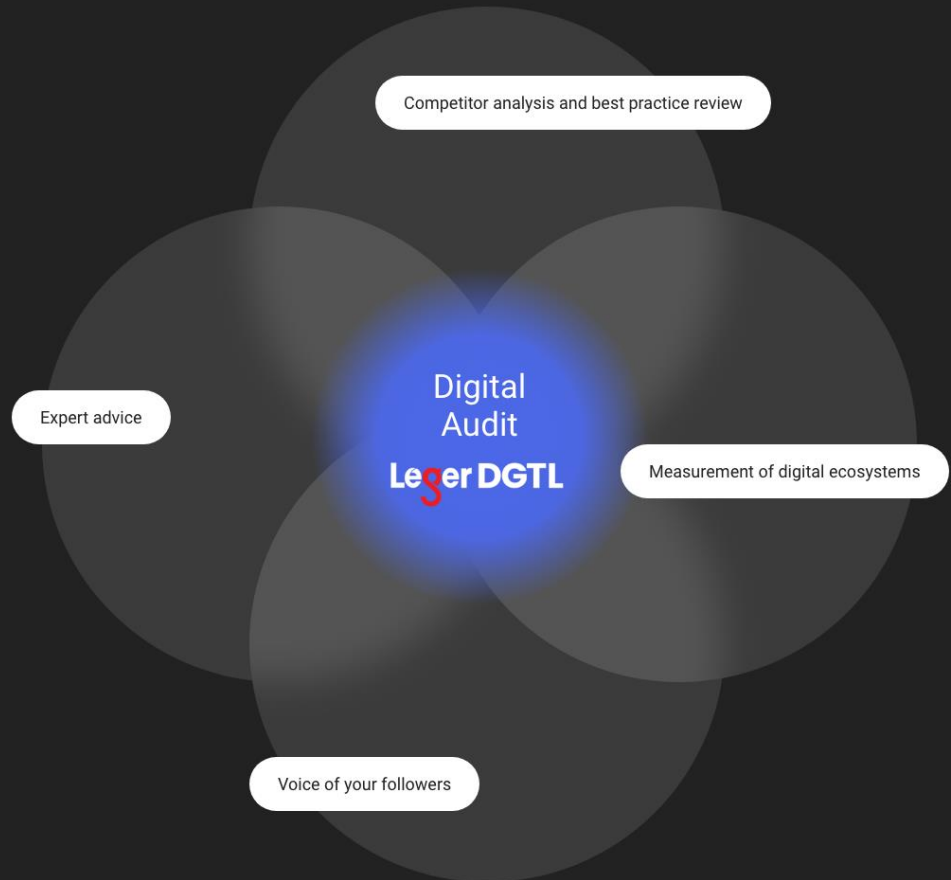 Competitor analysis and best practice review
Digital
Audit
Leger DGTL
Expert advice
Measurement of digital ecosystems
Voice of your followers